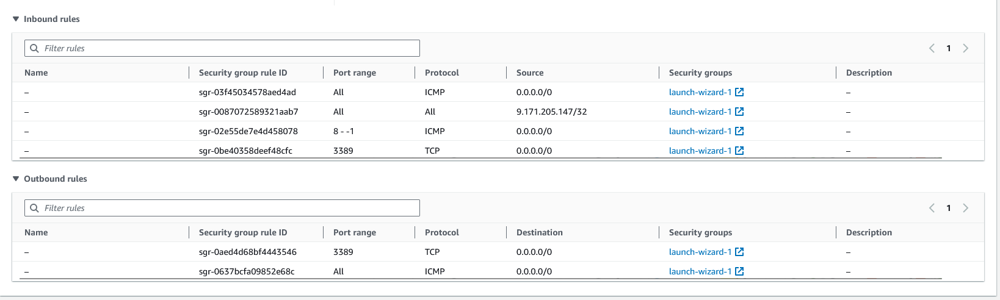 Inbound rules
Filter rules
1
Name Security group rule ID Port range Protocol Source Security groups Description
– sgr-03f45034578aed4ad All ICMP 0.0.0.0/0 launch-wizard-1 –
– sgr-0087072589321aab7 All All 9.171.205.147/32 launch-wizard-1 –
– sgr-02e55de7e4d458078 8 - -1 ICMP 0.0.0.0/0 launch-wizard-1 –
– sgr-0be40358deef48cfc 3389 TCP 0.0.0.0/0 launch-wizard-1 –
Outbound rules
Filter rules
1
Name Security group rule ID Port range Protocol Destination Security groups Description
– sgr-0aed4d68bf4443546 3389 TCP 0.0.0.0/0 launch-wizard-1 –
– sgr-0637bcfa09852e68c All ICMP 0.0.0.0/0 launch-wizard-1 –